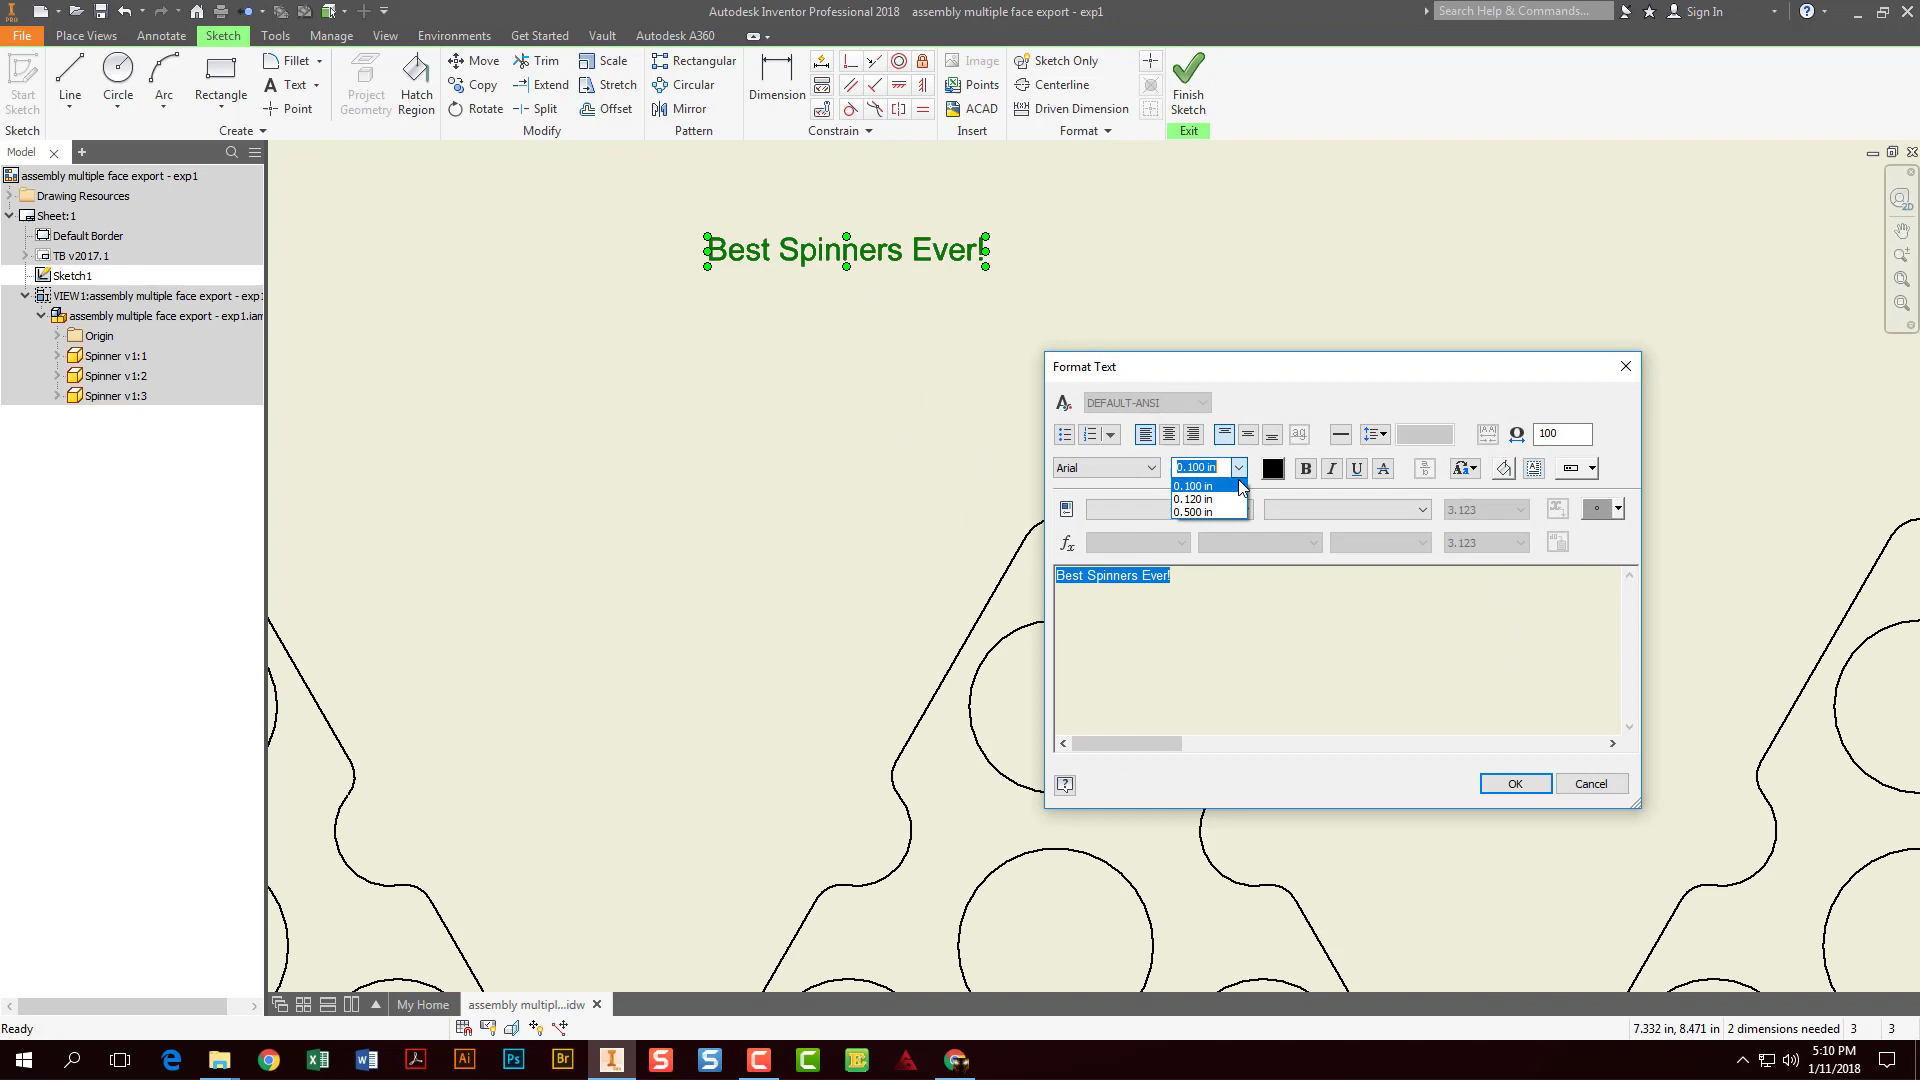 Autodesk Inventor Professional 2018 assembly multiple face export - exp1
Search Help & Commands...
Sign In
File Place Views Annotate Sketch Tools Manage View Environments Get Started Vault Autodesk A360
Start Sketch
Line
Circle
Arc
Rectangle
Fillet
Text
Point
Project Geometry
Hatch Region
Move
Copy
Rotate
Trim
Extend
Split
Scale
Stretch
Offset
Rectangular
Circular
Mirror
Dimension
Image
Points
ACAD
Sketch Only
Centerline
Driven Dimension
Finish Sketch
Sketch Create Modify Pattern Constrain Insert Format Exit
Model
assembly multiple face export - exp1
Drawing Resources
Sheet:1
Default Border
TB v2017.1
Sketch1
VIEW1:assembly multiple face export - exp1
assembly multiple face export - exp1.iam
Origin
Spinner v1:1
Spinner v1:2
Spinner v1:3
Best Spinners Ever!
Format Text
DEFAULT-ANSI
100
Arial
0.100 in
0.100 in
0.120 in
0.500 in
3.123
3.123
Best Spinners Ever!
OK Cancel
My Home assembly multipl...idw
Ready
7.332 in, 8.471 in 2 dimensions needed 3 3
5:10 PM
1/11/2018